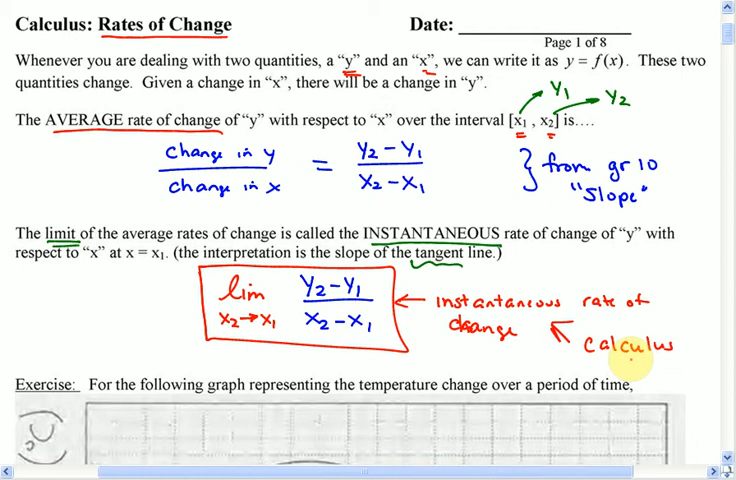 Calculus: Rates of Change Date: _______________
Page 1 of 8
Whenever you are dealing with two quantities, a “y” and an “x”, we can write it as y = f(x). These two
quantities change. Given a change in “x”, there will be a change in “y”.
y1
y2
The AVERAGE rate of change of “y” with respect to “x” over the interval [x1 , x2] is….
change in y / change in x = y2 - y1 / x2 - x1 } from gr 10
"slope"
The limit of the average rates of change is called the INSTANTANEOUS rate of change of “y” with
respect to “x” at x = x1. (the interpretation is the slope of the tangent line.)
lim x2→x1 y2 - y1 / x2 - x1 ← instantaneous rate of
change
calculus
Exercise: For the following graph representing the temperature change over a period of time,